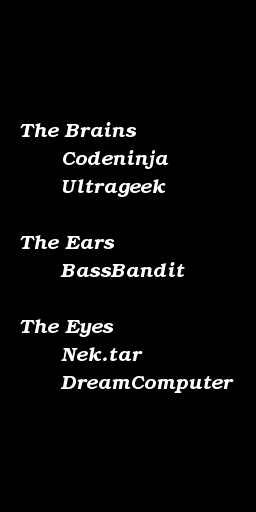 The Brains
Codeninja
Ultrageek
The Ears
BassBandit
The Eyes
Nek.tar
DreamComputer